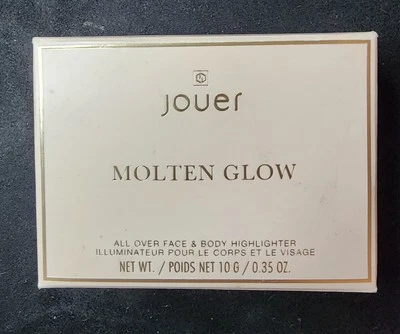 jouer
MOLTEN GLOW
ALL OVER FACE & BODY HIGHLIGHTER
ILLUMINATEUR POUR LE CORPS ET LE VISAGE
NET WT. / POIDS NET 10 G / 0.35 OZ.